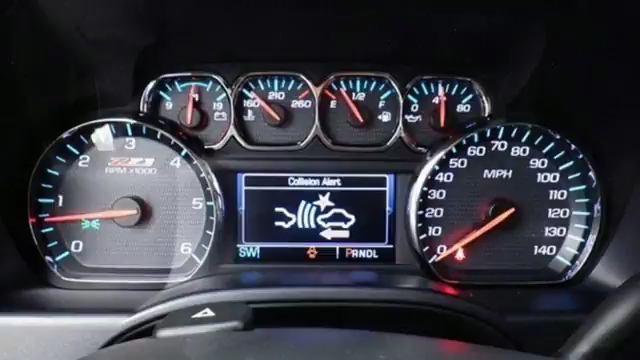 9 19
160 210 260
E 1/2 F
0 4 80
0 1 2 3 4 5 6
Z71
RPM X1000
Collision Alert
SW PRNDL
0 10 20 30 40 50 60 70 80 90 100 110 120 130 140
MPH